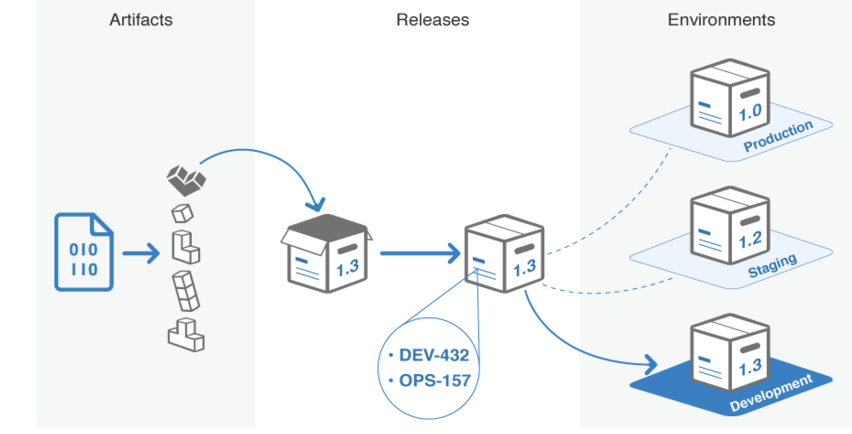 Artifacts
Releases
Environments
1.0
Production
010
110
1.3
1.3
1.2
Staging
• DEV-432
• OPS-157
1.3
Development